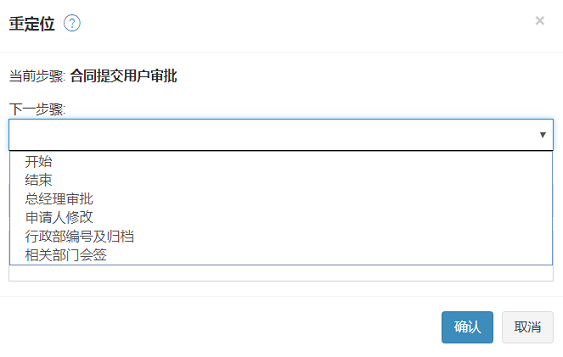 重定位 ?
×
当前步骤: 合同提交用户审批
下一步骤:
开始
结束
总经理审批
申请人修改
行政部编号及归档
相关部门会签
确认 取消